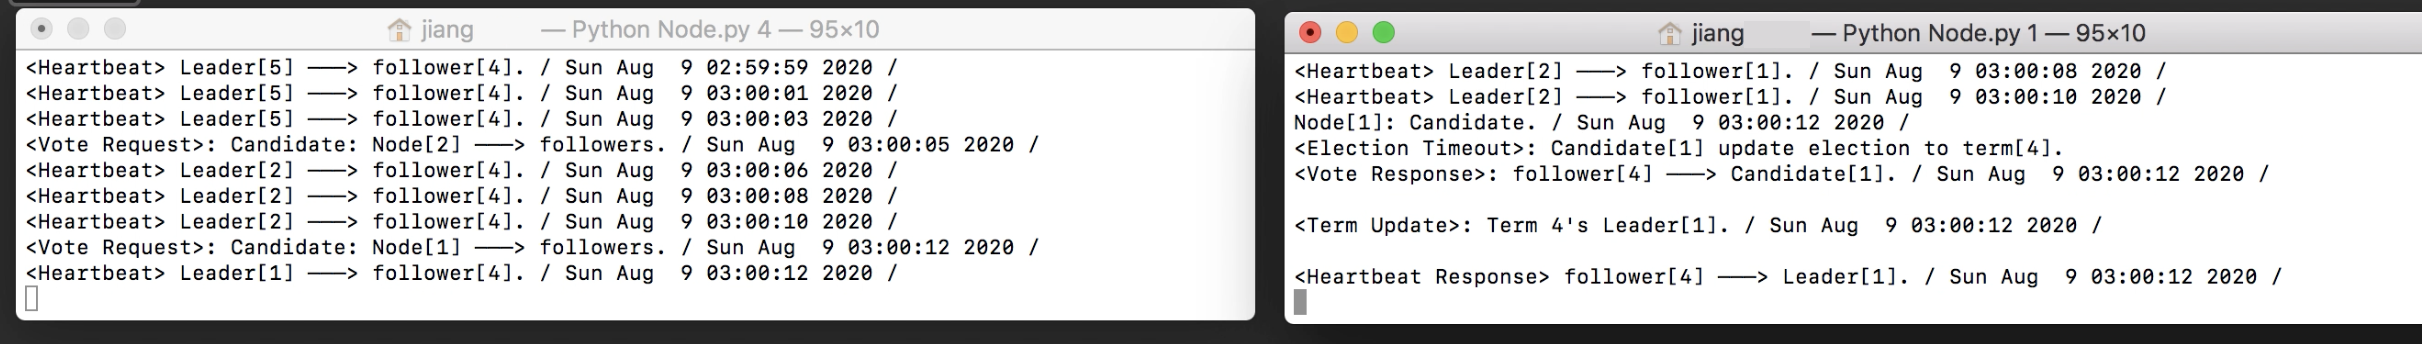 jiang — Python Node.py 4 — 95×10
<Heartbeat> Leader[5] ———> follower[4]. / Sun Aug  9 02:59:59 2020 /
<Heartbeat> Leader[5] ———> follower[4]. / Sun Aug  9 03:00:01 2020 /
<Heartbeat> Leader[5] ———> follower[4]. / Sun Aug  9 03:00:03 2020 /
<Vote Request>: Candidate: Node[2] ———> followers. / Sun Aug  9 03:00:05 2020 /
<Heartbeat> Leader[2] ———> follower[4]. / Sun Aug  9 03:00:06 2020 /
<Heartbeat> Leader[2] ———> follower[4]. / Sun Aug  9 03:00:08 2020 /
<Heartbeat> Leader[2] ———> follower[4]. / Sun Aug  9 03:00:10 2020 /
<Vote Request>: Candidate: Node[1] ———> followers. / Sun Aug  9 03:00:12 2020 /
<Heartbeat> Leader[1] ———> follower[4]. / Sun Aug  9 03:00:12 2020 /
jiang — Python Node.py 1 — 95×10
<Heartbeat> Leader[2] ———> follower[1]. / Sun Aug  9 03:00:08 2020 /
<Heartbeat> Leader[2] ———> follower[1]. / Sun Aug  9 03:00:10 2020 /
Node[1]: Candidate. / Sun Aug  9 03:00:12 2020 /
<Election Timeout>: Candidate[1] update election to term[4].
<Vote Response>: follower[4] ———> Candidate[1]. / Sun Aug  9 03:00:12 2020 /
<Term Update>: Term 4's Leader[1]. / Sun Aug  9 03:00:12 2020 /
<Heartbeat Response> follower[4] ———> Leader[1]. / Sun Aug  9 03:00:12 2020 /